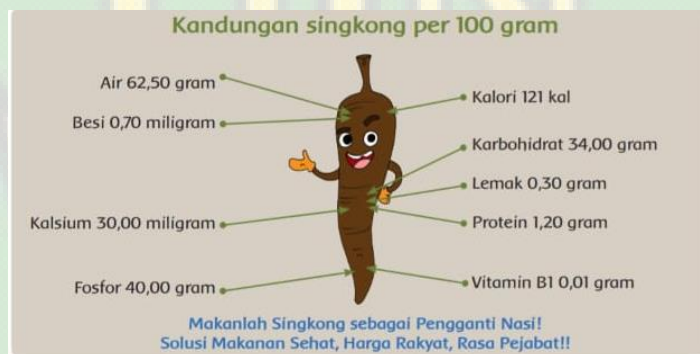 Kandungan singkong per 100 gram
Air 62,50 gram
Besi 0,70 miligram
Kalsium 30,00 miligram
Fosfor 40,00 gram
Kalori 121 kal
Karbohidrat 34,00 gram
Lemak 0,30 gram
Protein 1,20 gram
Vitamin B1 0,01 gram
Makanlah Singkong sebagai Pengganti Nasi!
Solusi Makanan Sehat, Harga Rakyat, Rasa Pejabat!!